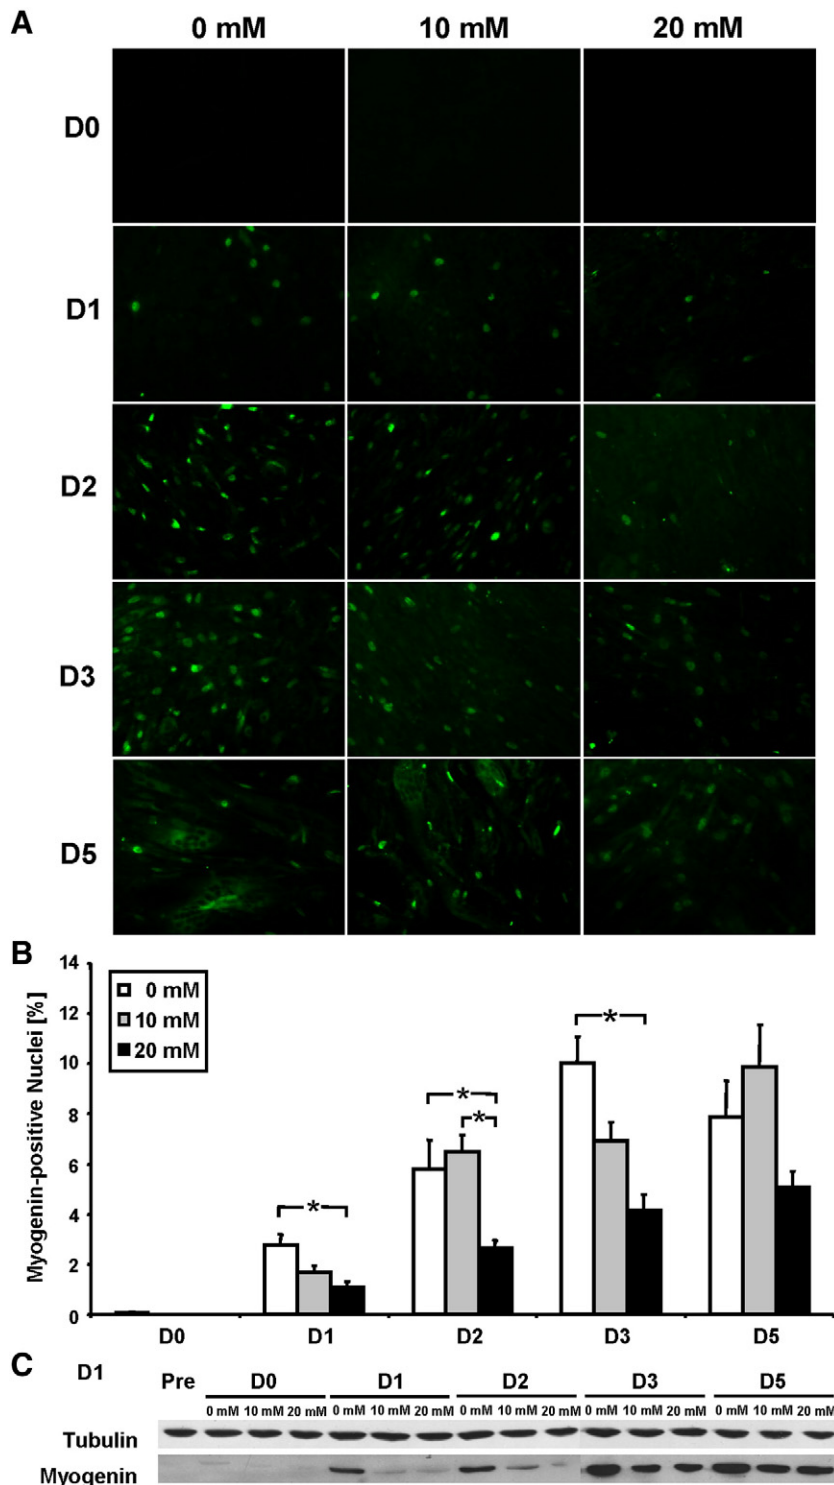 A
0 mM 10 mM 20 mM
D0
D1
D2
D3
D5
B
Myogenin-positive Nuclei [%]
14
12
10
8
6
4
2
0
0 mM
10 mM
20 mM
*
*
*
*
D0 D1 D2 D3 D5
C
D1 Pre D0 D1 D2 D3 D5
0 mM 10 mM 20 mM 0 mM 10 mM 20 mM 0 mM 10 mM 20 mM 0 mM 10 mM 20 mM 0 mM 10 mM 20 mM
Tubulin
Myogenin